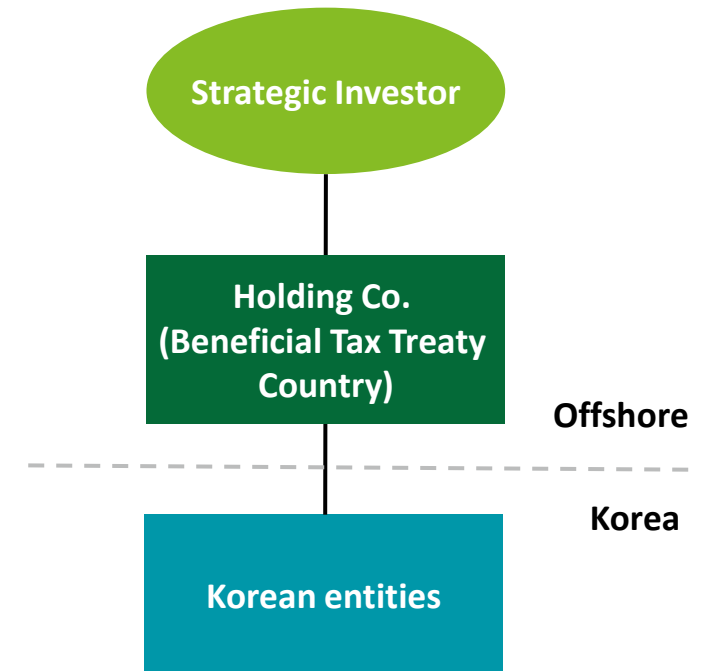 Strategic Investor
Holding Co.
(Beneficial Tax Treaty
Country)
Offshore
Korea
Korean entities